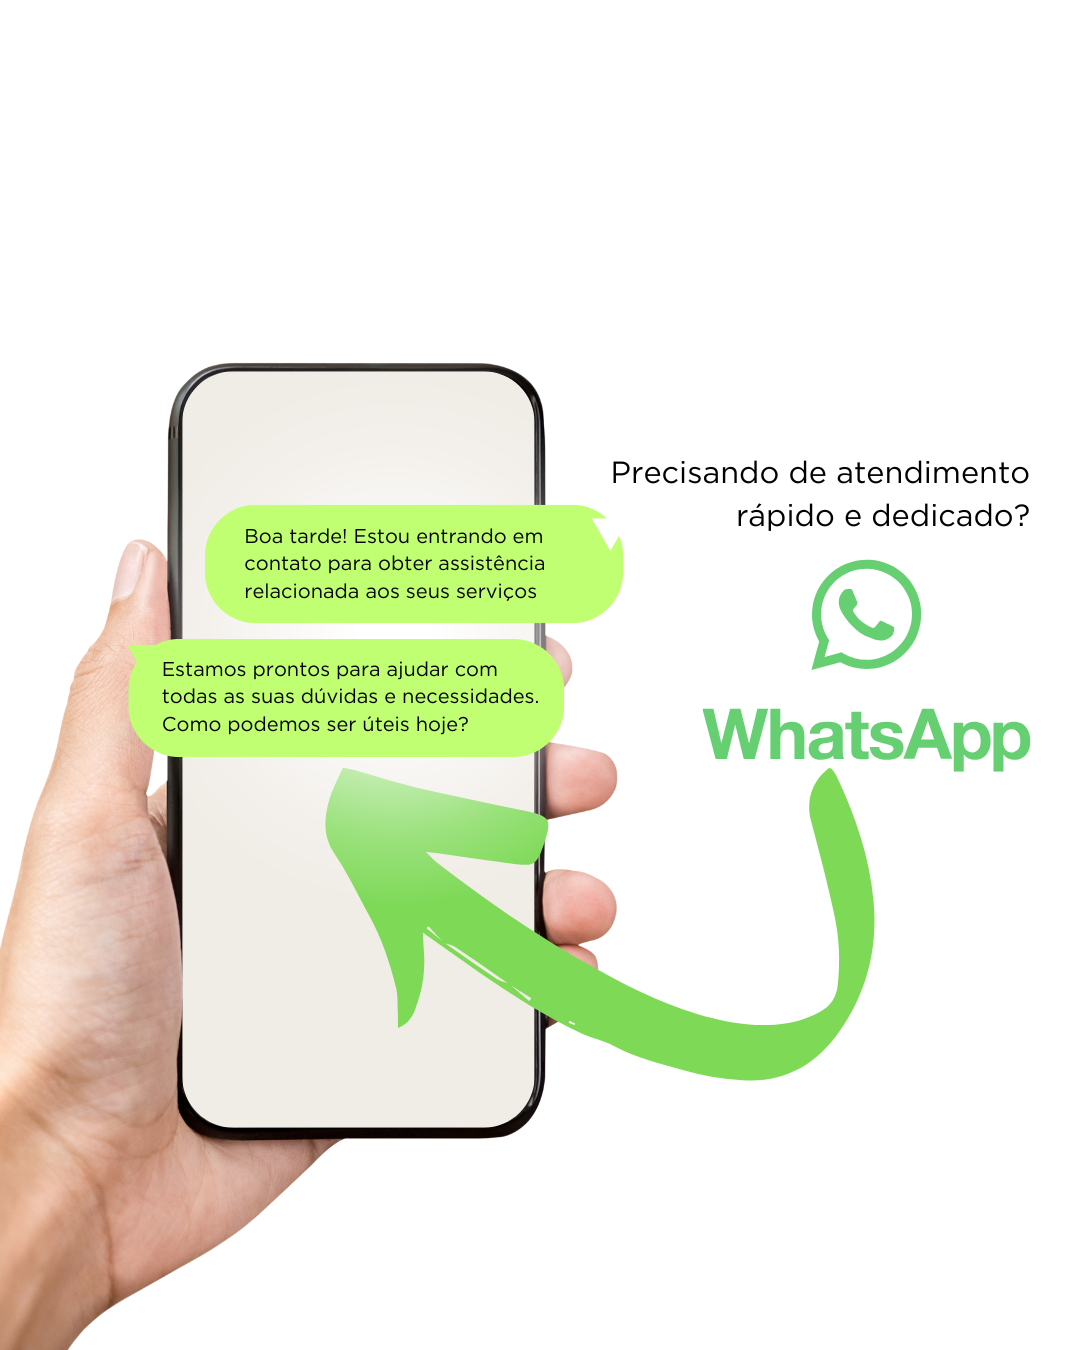 Precisando de atendimento
rápido e dedicado?
WhatsApp
Boa tarde! Estou entrando em
contato para obter assistência
relacionada aos seus serviços
Estamos prontos para ajudar com
todas as suas dúvidas e necessidades.
Como podemos ser úteis hoje?